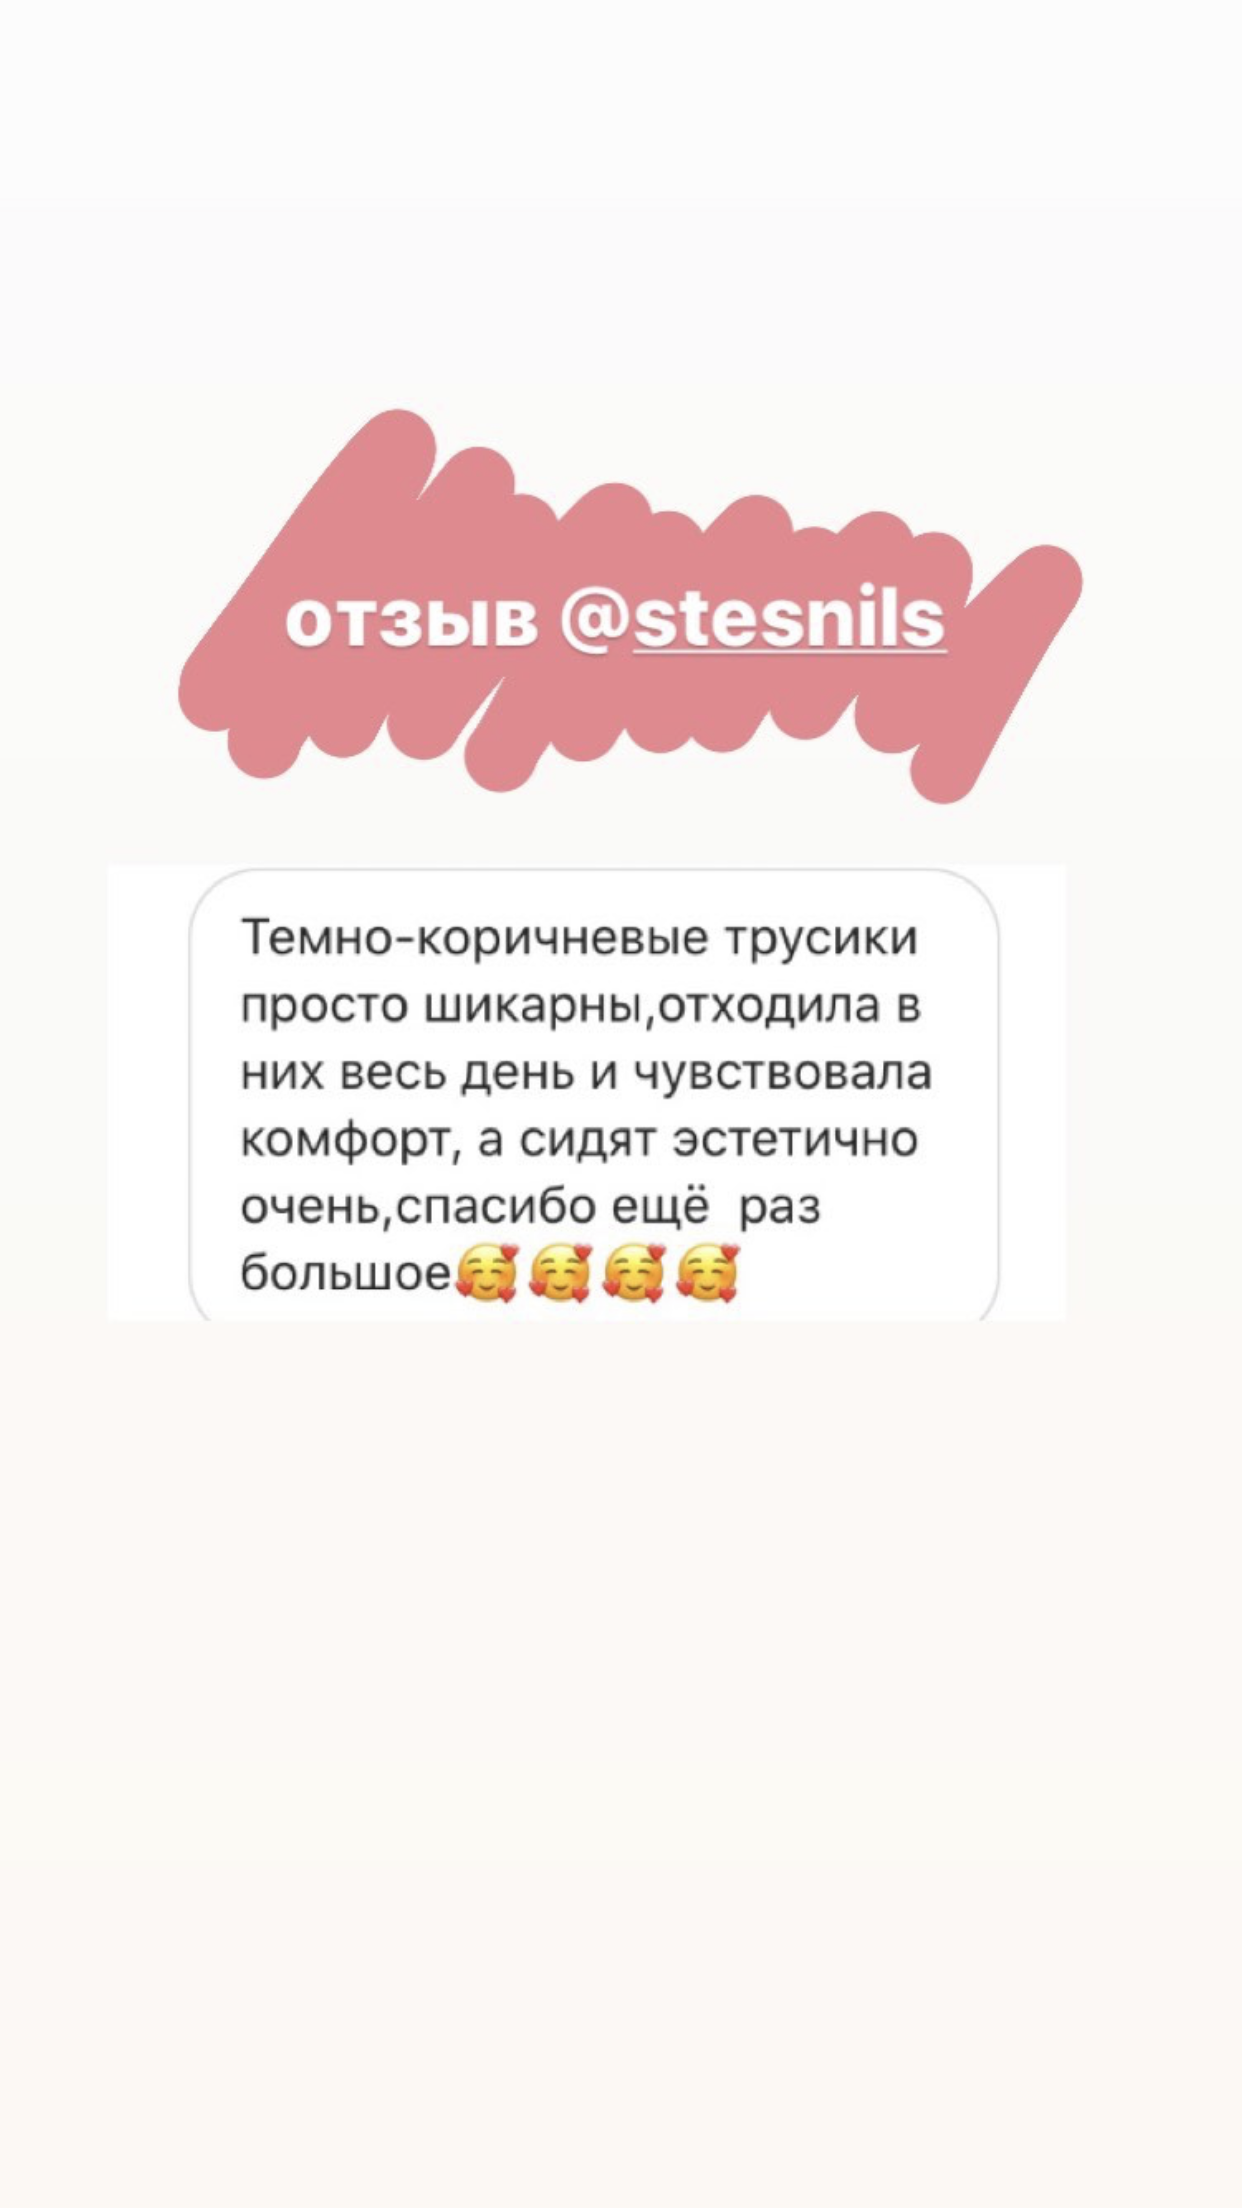 отзыв @stesnils
Темно-коричневые трусики
просто шикарны,отходила в
них весь день и чувствовала
комфорт, а сидят эстетично
очень,спасибо ещё  раз
большое🥰🥰🥰🥰